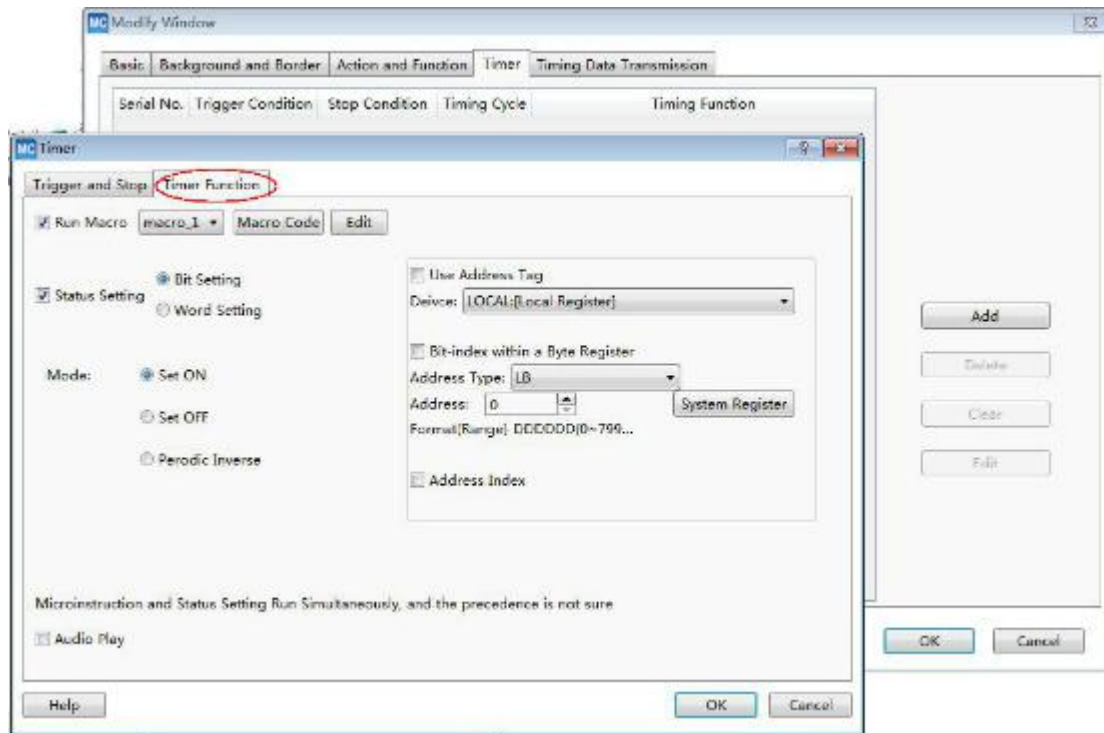 MC Modify Window
Basic Background and Border Action and Function Timer Timing Data Transmission
Serial No. Trigger Condition Stop Condition Timing Cycle Timing Function
MC Timer
Trigger and Stop Timer Function
Run Macro macro_1 Macro Code Edit
Status Setting
Bit Setting
Word Setting
Mode: Set ON
Set OFF
Perodic Inverse
Use Address Tag
Deivce: LOCAL:[Local Register]
Bit-index within a Byte Register
Address Type: LB
Address: 0 System Register
Format(Range) DDDDDD(0~799...
Address Index
Microinstruction and Status Setting Run Simultaneously, and the precedence is not sure
Audio Play
Help OK Cancel
Add
Delete
Clear
Edit
OK Cancel